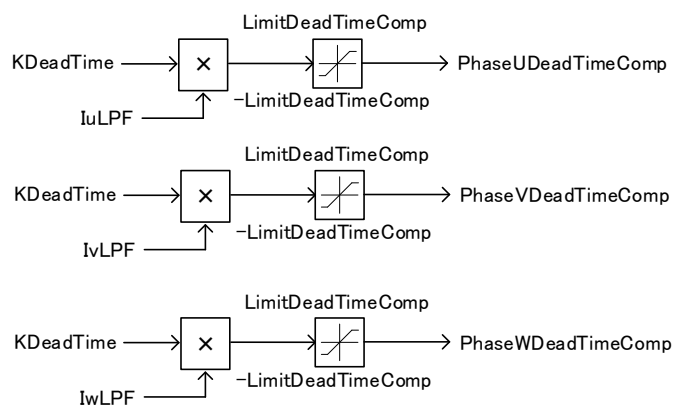 LimitDeadTimeComp
KDeadTime
×
PhaseUDeadTimeComp
-LimitDeadTimeComp
IuLPF
LimitDeadTimeComp
KDeadTime
×
PhaseVDeadTimeComp
-LimitDeadTimeComp
IvLPF
LimitDeadTimeComp
KDeadTime
×
PhaseWDeadTimeComp
-LimitDeadTimeComp
IwLPF